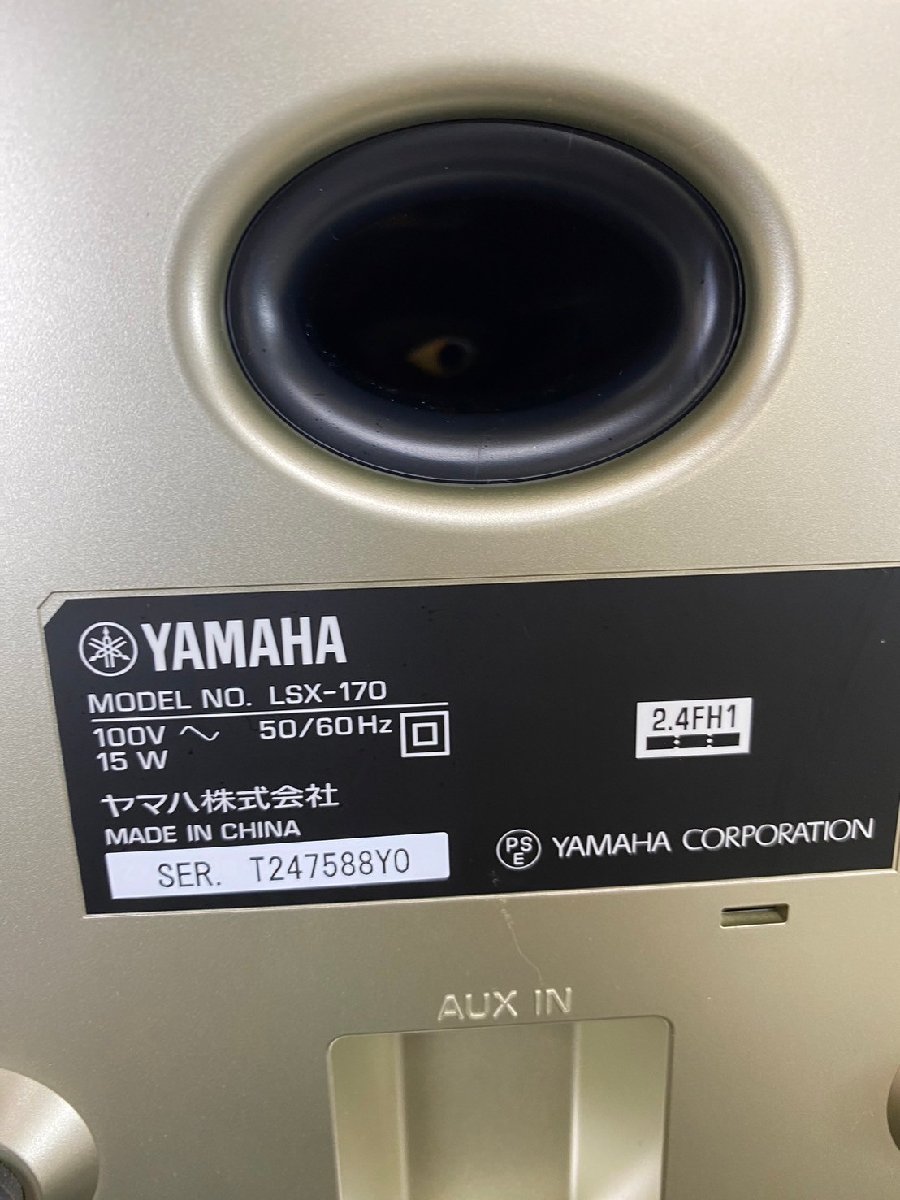 YAMAHA
MODEL NO. LSX-170
100V ～ 50/60Hz
15 W
2.4FH1
ヤマハ株式会社
MADE IN CHINA
SER. T247588Y0
PSE YAMAHA CORPORATION
AUX IN